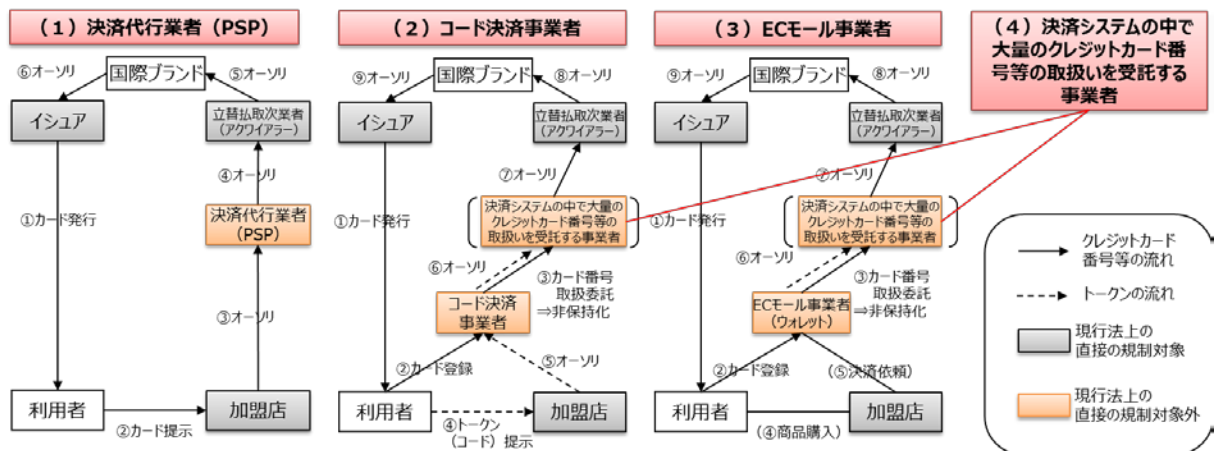 （１）決済代行業者（PSP）
⑥オーソリ
国際ブランド
⑤オーソリ
イシュア
立替払取次業者
（アクワイアラー）
④オーソリ
①カード発行
決済代行業者
（PSP）
③オーソリ
利用者
加盟店
②カード提示
（２）コード決済事業者
⑨オーソリ
国際ブランド
⑧オーソリ
イシュア
立替払取次業者
（アクワイアラー）
⑦オーソリ
①カード発行
決済システムの中で大量の
クレジットカード番号等の
取扱いを受託する事業者
⑥オーソリ
③カード番号
取扱委託
⇒非保持化
コード決済
事業者
②カード登録
⑤オーソリ
利用者
加盟店
④トークン
（コード）提示
（３）ECモール事業者
⑨オーソリ
国際ブランド
⑧オーソリ
イシュア
立替払取次業者
（アクワイアラー）
⑦オーソリ
①カード発行
決済システムの中で大量の
クレジットカード番号等の
取扱いを受託する事業者
⑥オーソリ
③カード番号
取扱委託
⇒非保持化
ECモール事業者
（ウォレット）
②カード登録
（⑤決済依頼）
利用者
加盟店
（④商品購入）
（４）決済システムの中で
大量のクレジットカード番
号等の取扱いを受託する
事業者
クレジットカード
番号等の流れ
トークンの流れ
現行法上の
直接の規制対象
現行法上の
直接の規制対象外